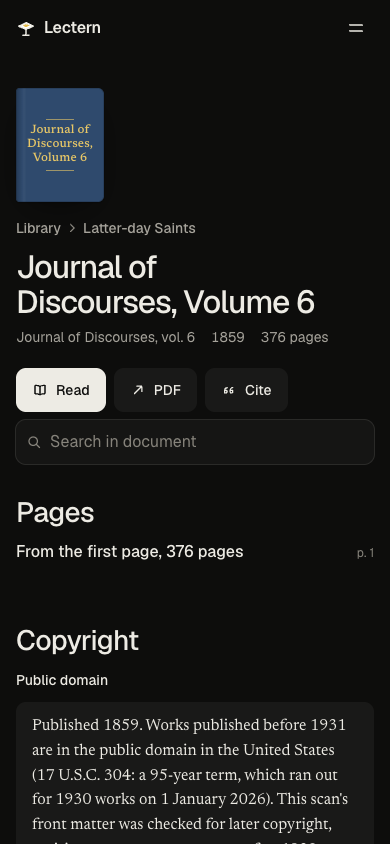 Lectern
Journal of
Discourses,
Volume 6
Library > Latter-day Saints
Journal of
Discourses, Volume 6
Journal of Discourses, vol. 6 1859 376 pages
Read PDF Cite
Search in document
Pages
From the first page, 376 pages p. 1
Copyright
Public domain
Published 1859. Works published before 1931
are in the public domain in the United States
(17 U.S.C. 304: a 95-year term, which ran out
for 1930 works on 1 January 2026). This scan's
front matter was checked for later copyright,